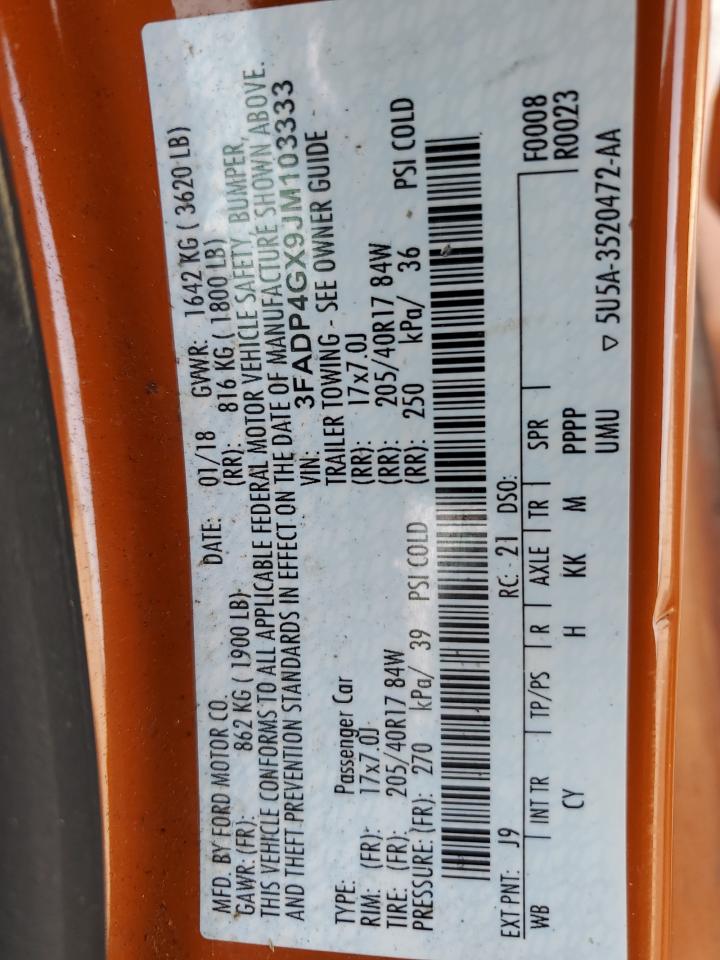 MFD. BY FORD MOTOR CO. DATE: 01/18 GVWR: 1642 KG ( 3620 LB)
GAWR: (FR): 862 KG ( 1900 LB) (RR): 816 KG ( 1800 LB)
THIS VEHICLE CONFORMS TO ALL APPLICABLE FEDERAL MOTOR VEHICLE SAFETY, BUMPER,
AND THEFT PREVENTION STANDARDS IN EFFECT ON THE DATE OF MANUFACTURE SHOWN ABOVE.
VIN: 3FADP4GX9JM103333
TYPE: Passenger Car TRAILER TOWING - SEE OWNER GUIDE
RIM: (FR): 17x7.0J (RR): 17x7.0J
TIRE: (FR): 205/40R17 84W (RR): 205/40R17 84W
PRESSURE: (FR): 270 kPa/ 39 PSI COLD (RR): 250 kPa/ 36 PSI COLD
EXT PNT: J9 RC: 21 DSO: F0008
WB INT TR TP/PS R AXLE TR SPR R0023
CY H KK M PPPP
UMU ▽ 5U5A-3520472-AA